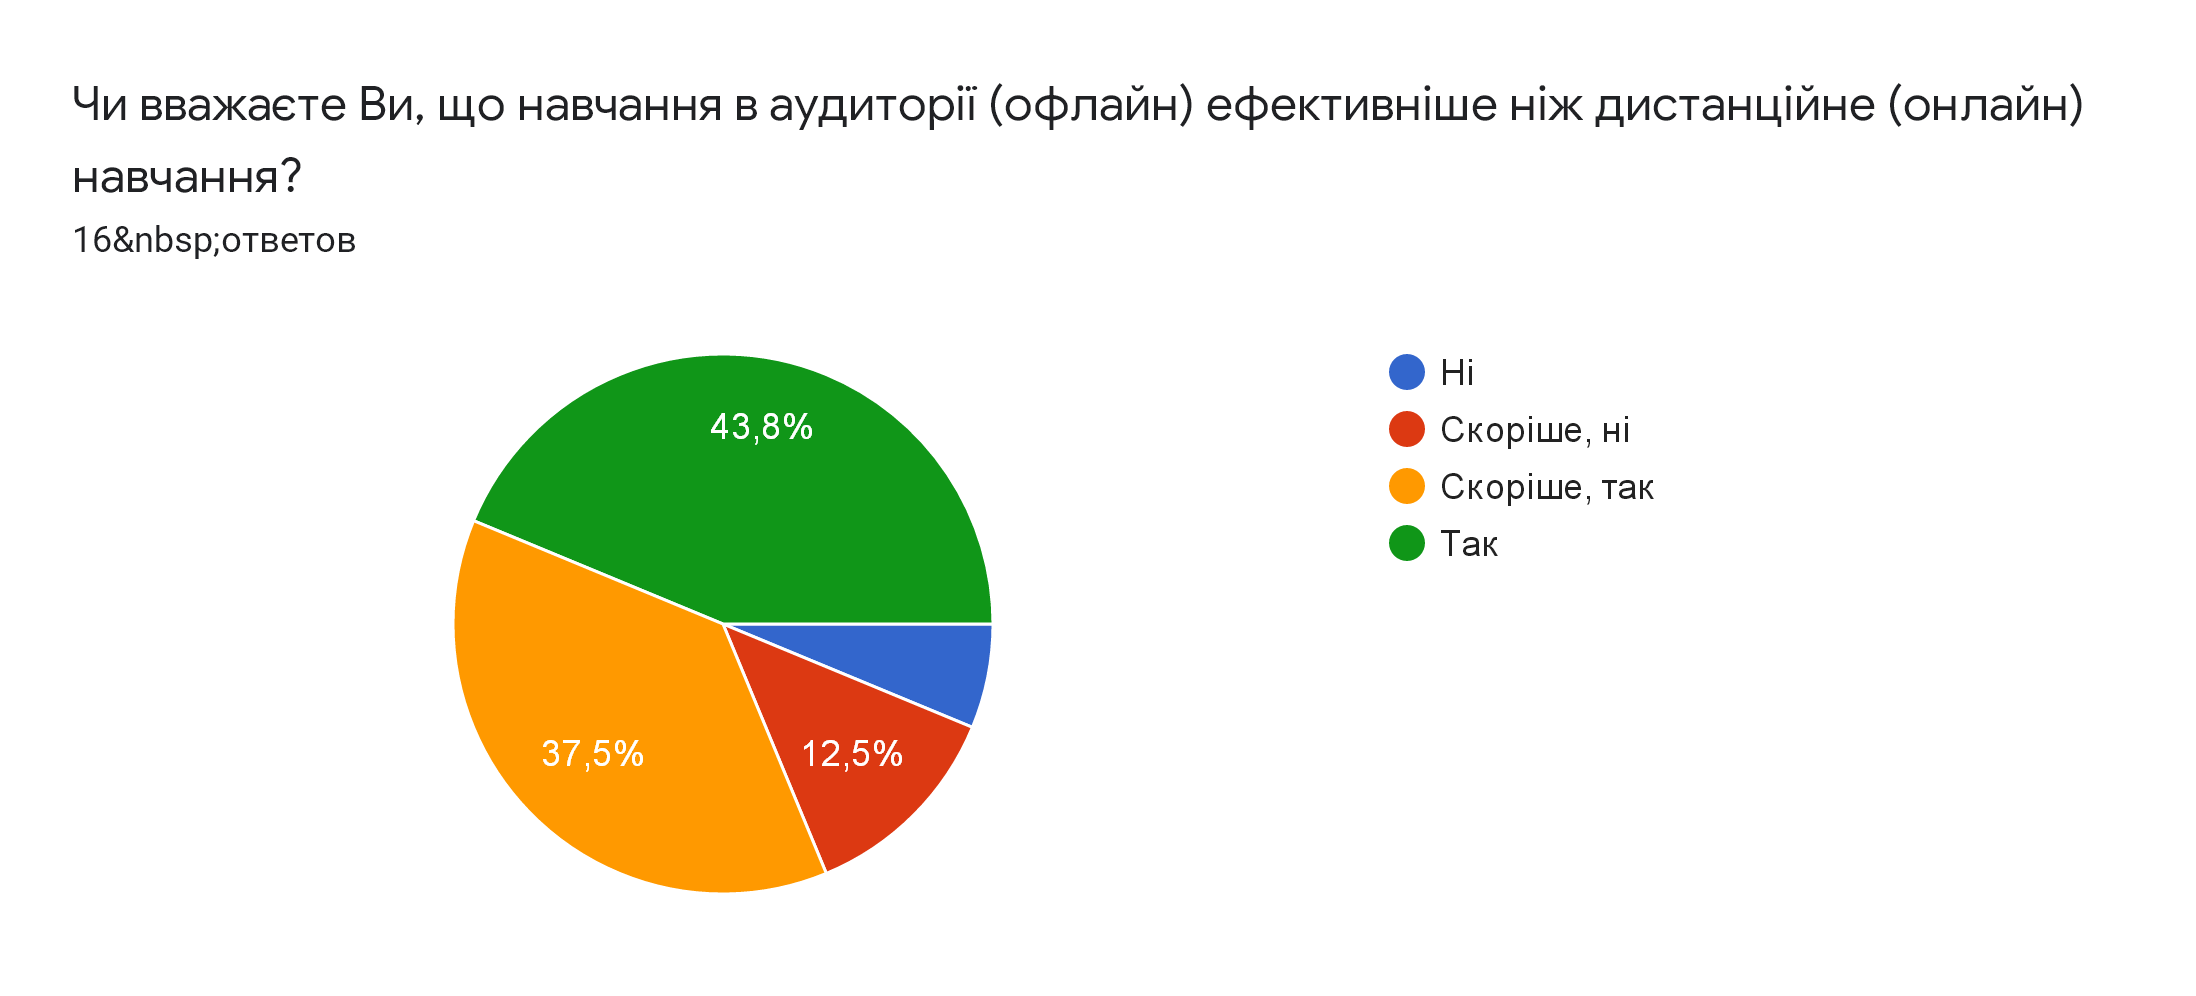 Чи вважаєте Ви, що навчання в аудиторії (офлайн) ефективніше ніж дистанційне (онлайн)
навчання?
16&nbsp;ответов
43,8%
37,5%
12,5%
Ні
Скоріше, ні
Скоріше, так
Так